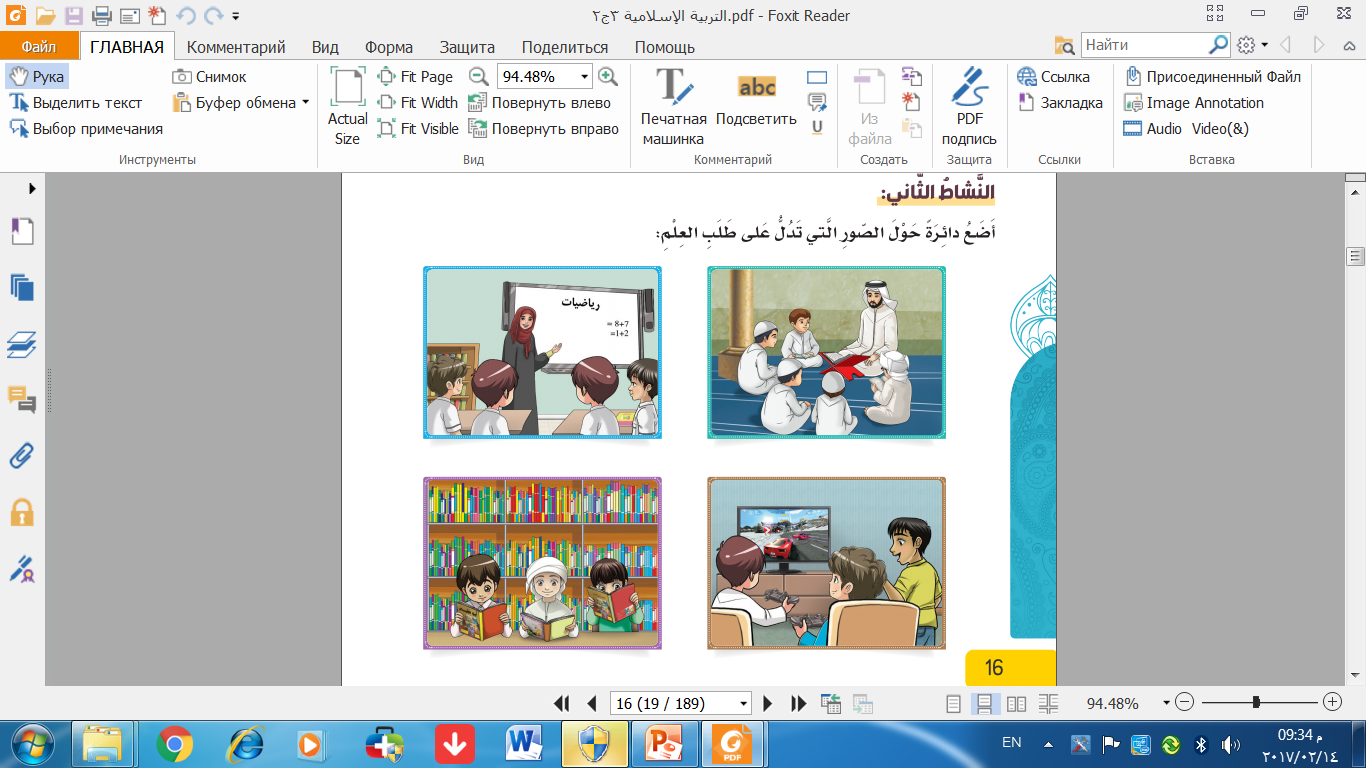 التربية الإسلامية ٣ج٢.pdf - Foxit Reader
Файл ГЛАВНАЯ Комментарий Вид Форма Защита Поделиться Помощь Найти
Рука
Выделить текст
Выбор примечания
Инструменты
Снимок
Буфер обмена
Actual Size
Fit Page
Fit Width
Fit Visible
94.48%
Повернуть влево
Повернуть вправо
Вид
Печатная машинка
abc
Подсветить
U
Комментарий
Из файла
Создать
PDF подпись
Защита
Ссылка
Закладка
Ссылки
Присоединенный Файл
Image Annotation
Audio Video(&)
Вставка
النَّشاطُ الثّاني:
أَضَعُ دائِرَةً حَوْلَ الصّورِ الَّتي تَدُلُّ عَلى طَلَبِ العِلْمِ:
رياضيات
= 8+7
=1+2
16
16 (19 / 189)
94.48%
EN
09:34 م
٢٠١٧/٠٢/١٤
PDF